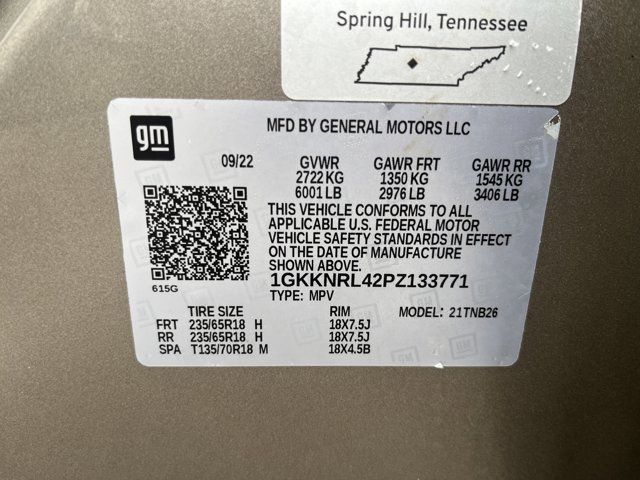 Spring Hill, Tennessee
gm
MFD BY GENERAL MOTORS LLC
09/22 GVWR GAWR FRT GAWR RR
2722 KG 1350 KG 1545 KG
6001 LB 2976 LB 3406 LB
THIS VEHICLE CONFORMS TO ALL
APPLICABLE U.S. FEDERAL MOTOR
VEHICLE SAFETY STANDARDS IN EFFECT
ON THE DATE OF MANUFACTURE
SHOWN ABOVE.
615G
1GKKNRL42PZ133771
TYPE: MPV
TIRE SIZE RIM MODEL: 21TNB26
FRT 235/65R18 H 18X7.5J
RR 235/65R18 H 18X7.5J
SPA T135/70R18 M 18X4.5B